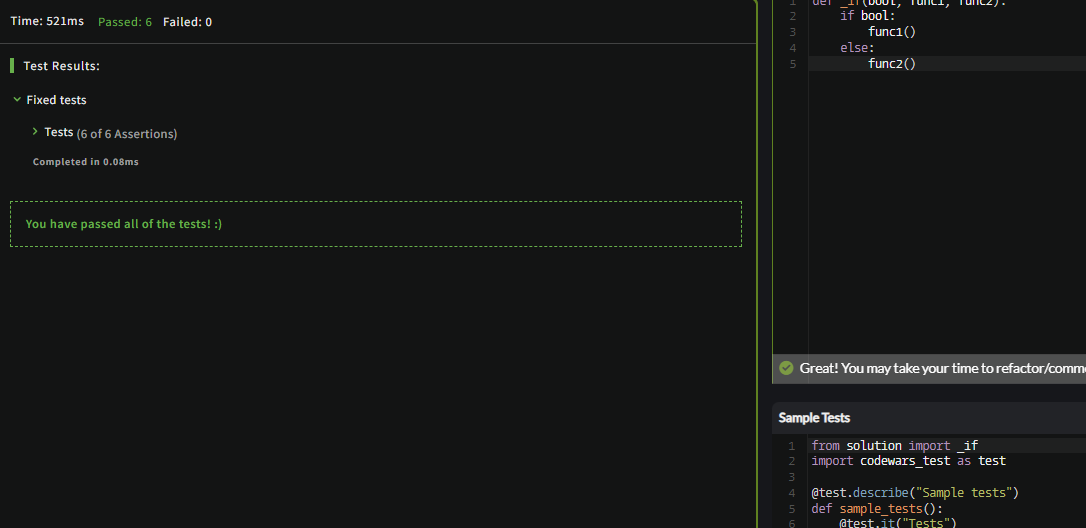 Time: 521ms Passed: 6 Failed: 0
Test Results:
Fixed tests
Tests (6 of 6 Assertions)
Completed in 0.08ms
You have passed all of the tests! :)
1 def _if(bool, func1, func2):
2 if bool:
3 func1()
4 else:
5 func2()
Great! You may take your time to refactor/comme
Sample Tests
1 from solution import _if
2 import codewars_test as test
3
4 @test.describe("Sample tests")
5 def sample_tests():
6 @test.it("Tests")